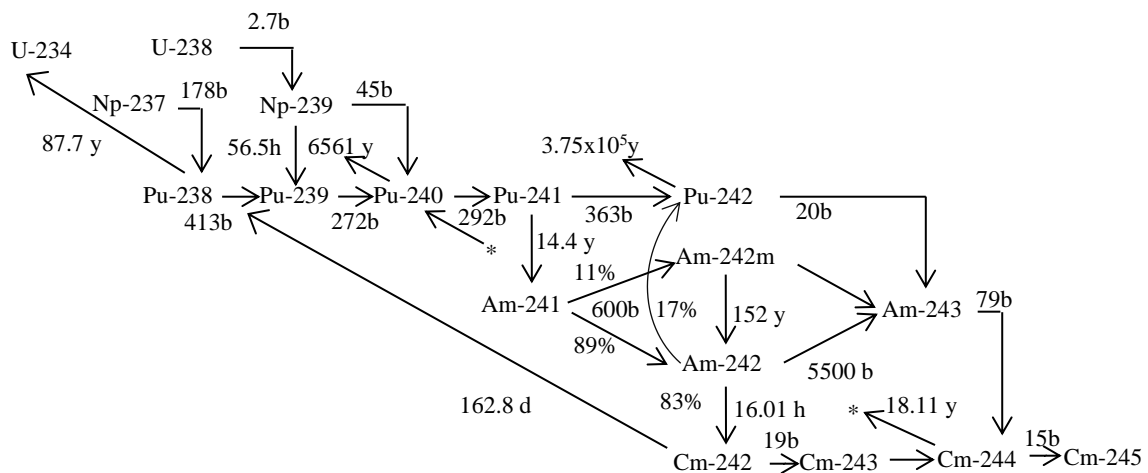 2.7b
U-234 U-238
178b 45b
Np-237 Np-239
87.7 y 56.5h 6561 y 3.75x10⁵y
Pu-238 Pu-239 Pu-240 Pu-241 Pu-242
413b 272b 292b 363b 20b
* 14.4 y
11% Am-242m
Am-241 600b 17% 152 y Am-243 79b
89% Am-242
5500 b
162.8 d 83% 16.01 h * 18.11 y
19b 15b
Cm-242 Cm-243 Cm-244 Cm-245